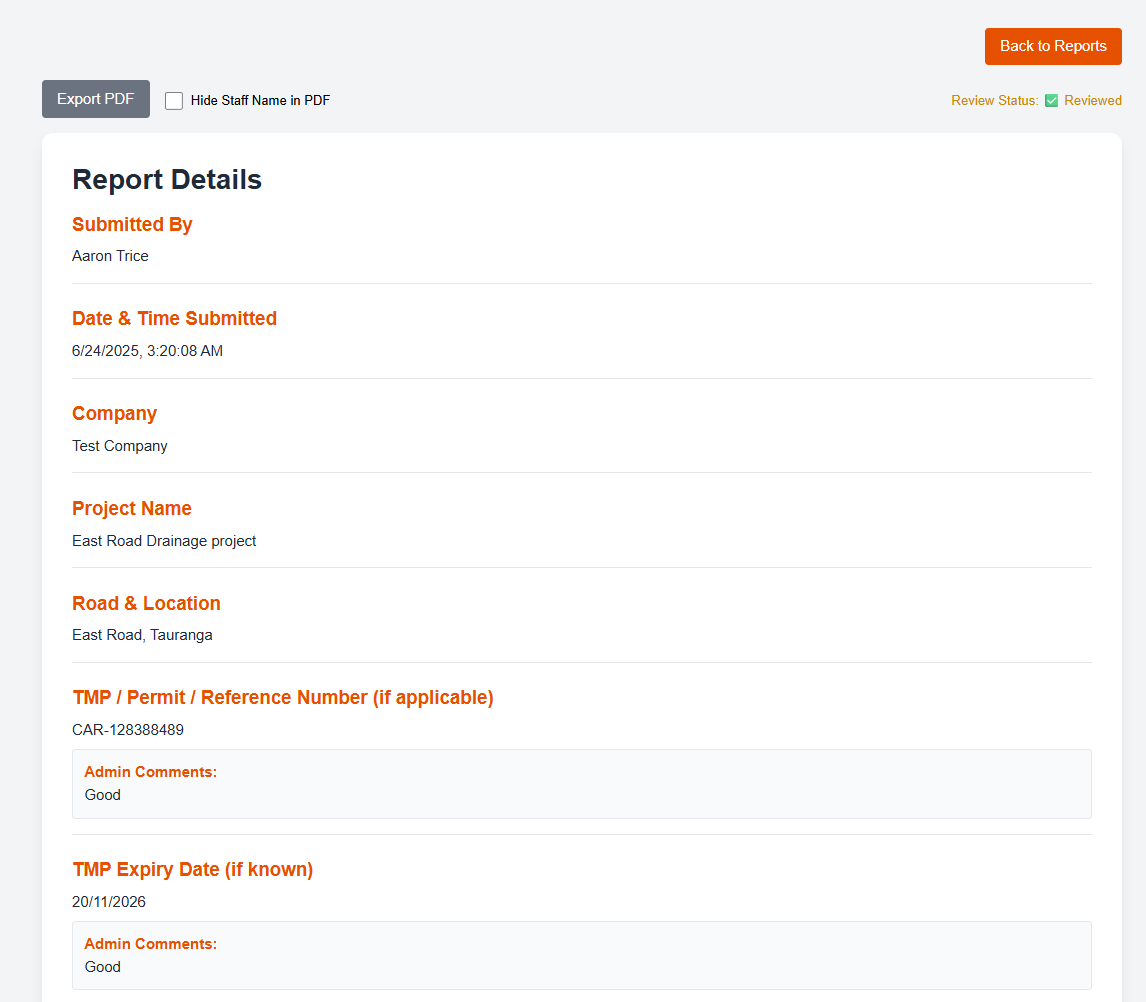 Back to Reports
Export PDF
Hide Staff Name in PDF
Review Status: ✅ Reviewed
Report Details
Submitted By
Aaron Trice
Date & Time Submitted
6/24/2025, 3:20:08 AM
Company
Test Company
Project Name
East Road Drainage project
Road & Location
East Road, Tauranga
TMP / Permit / Reference Number (if applicable)
CAR-128388489
Admin Comments:
Good
TMP Expiry Date (if known)
20/11/2026
Admin Comments:
Good